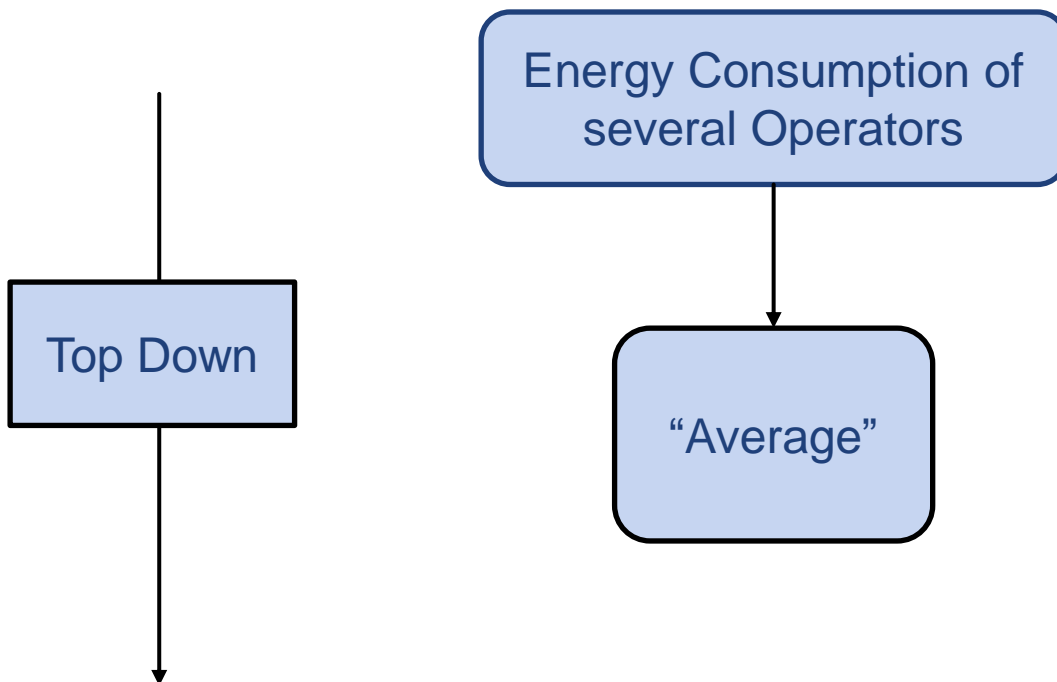 Energy Consumption of
several Operators
Top Down
“Average”